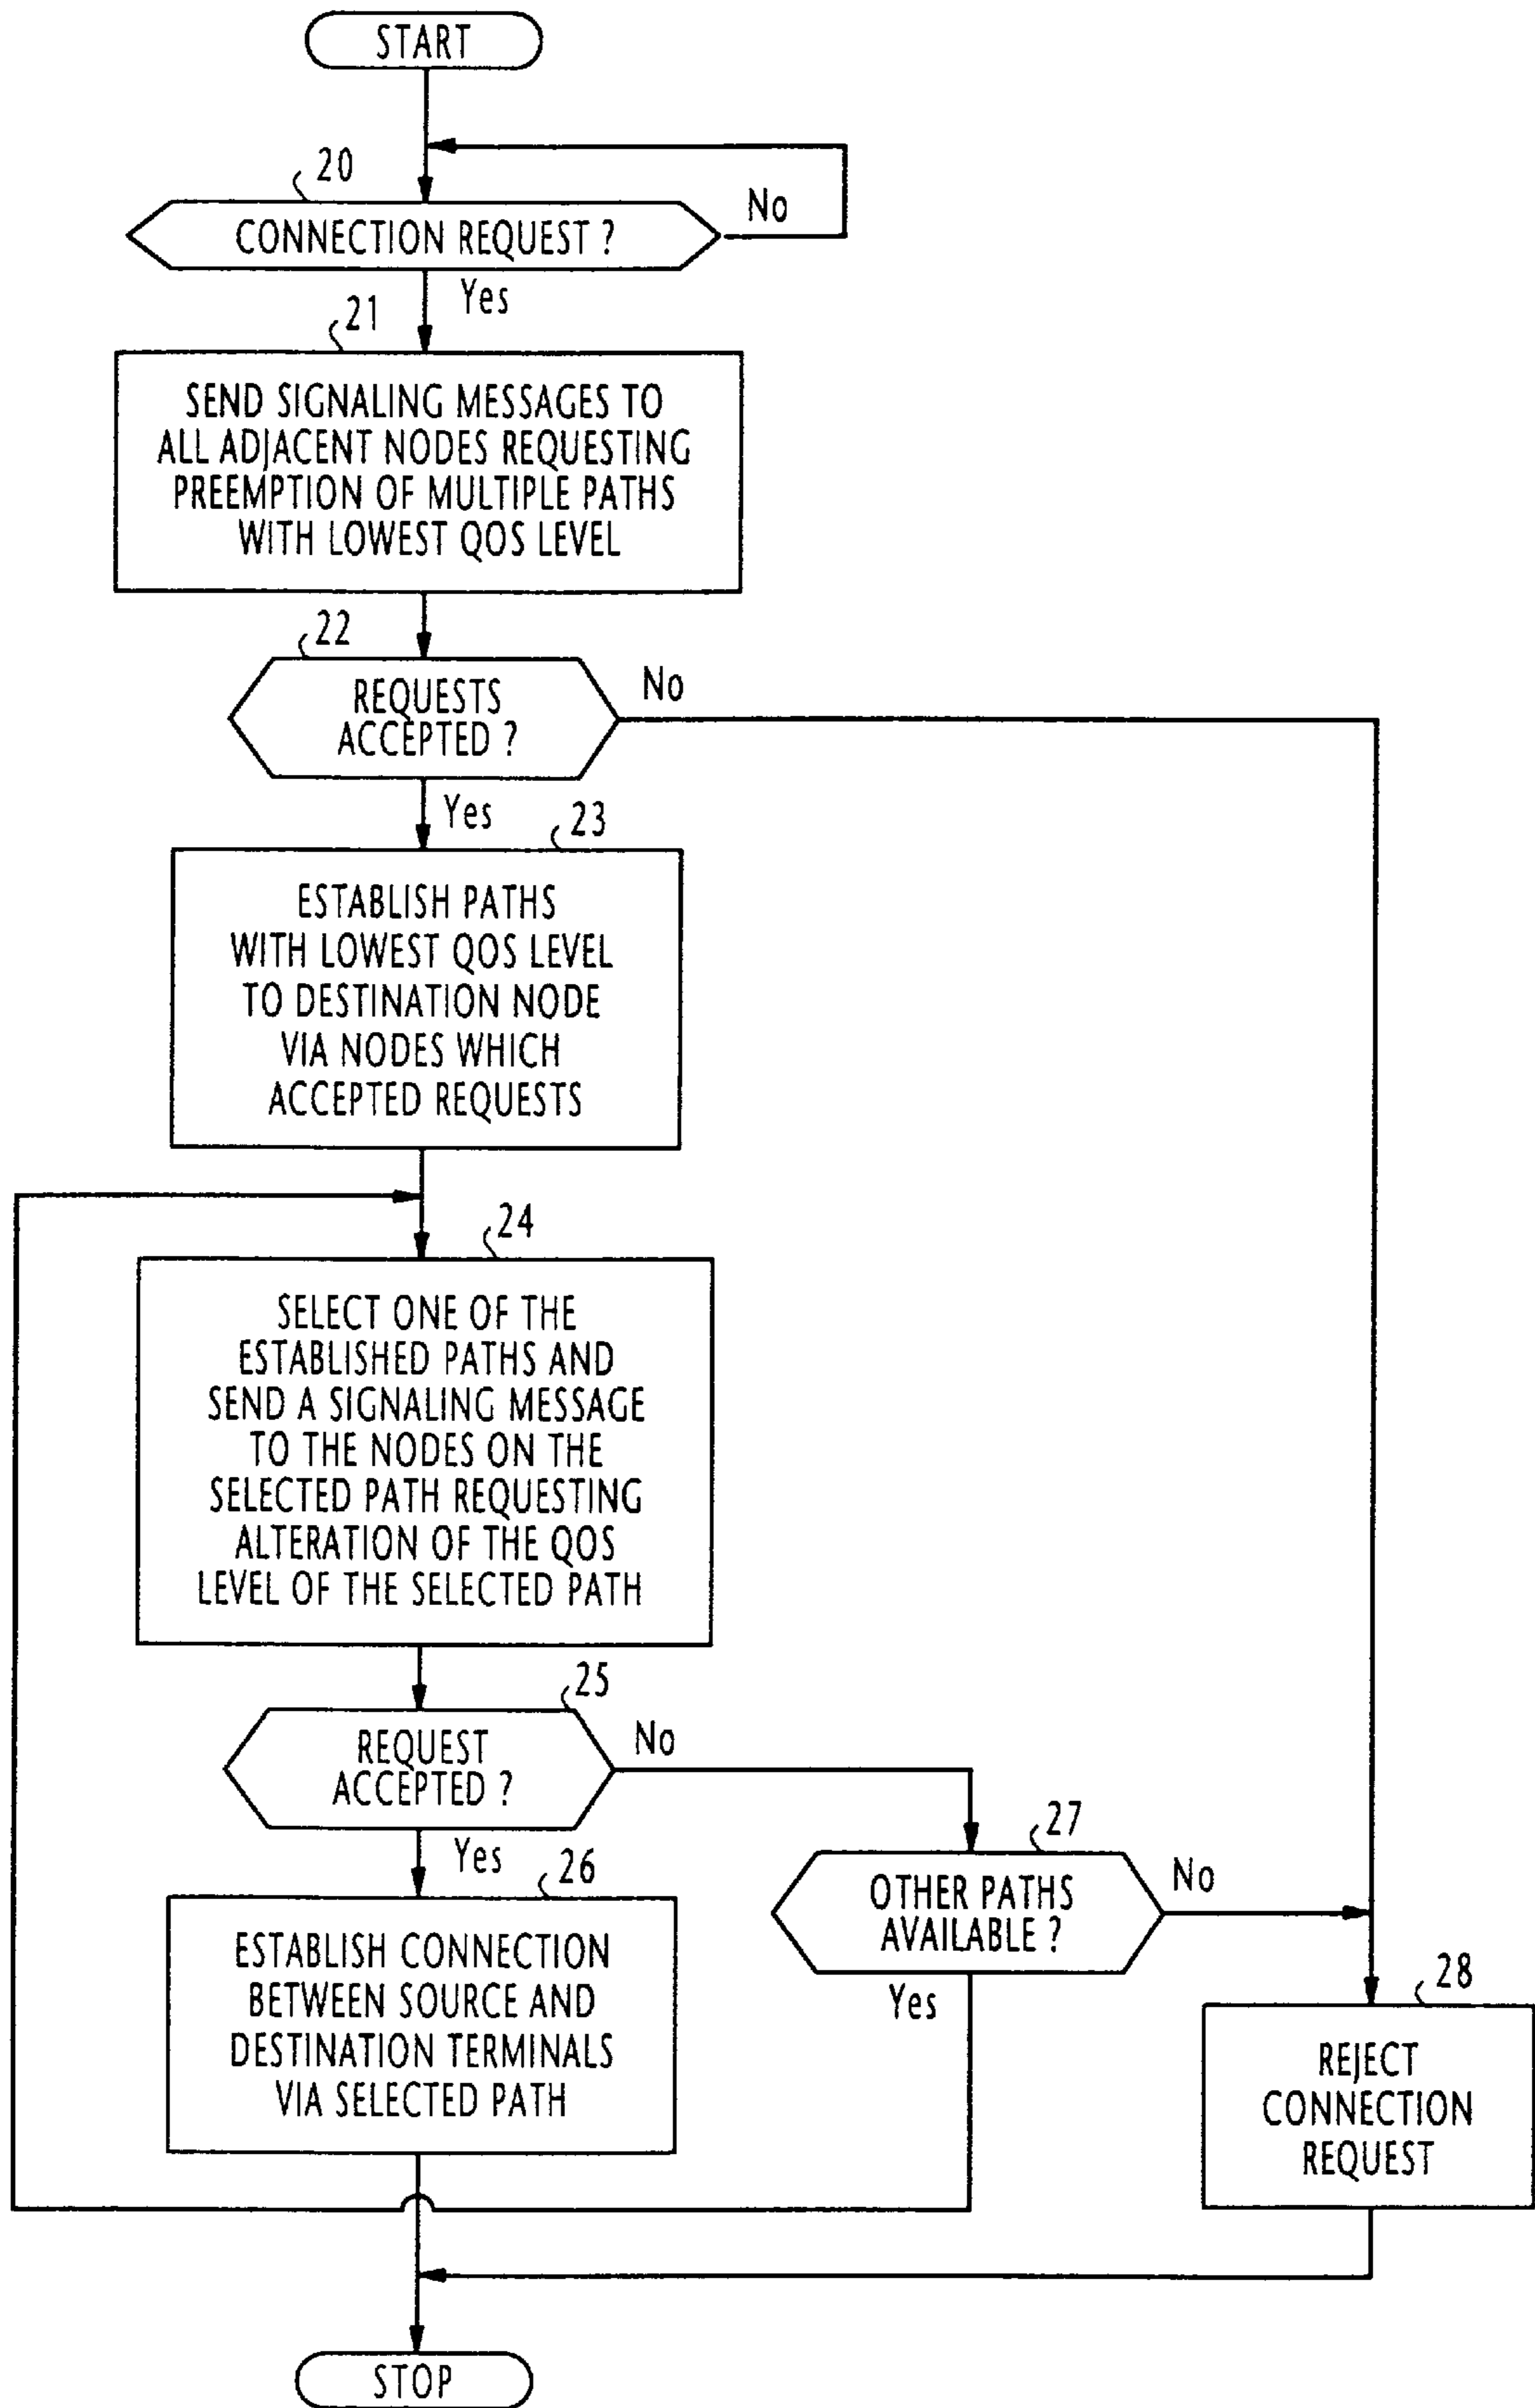 START
20
CONNECTION REQUEST ?
No
Yes
21
SEND SIGNALING MESSAGES TO
ALL ADJACENT NODES REQUESTING
PREEMPTION OF MULTIPLE PATHS
WITH LOWEST QOS LEVEL
22
REQUESTS
ACCEPTED ?
No
Yes
23
ESTABLISH PATHS
WITH LOWEST QOS LEVEL
TO DESTINATION NODE
VIA NODES WHICH
ACCEPTED REQUESTS
24
SELECT ONE OF THE
ESTABLISHED PATHS AND
SEND A SIGNALING MESSAGE
TO THE NODES ON THE
SELECTED PATH REQUESTING
ALTERATION OF THE QOS
LEVEL OF THE SELECTED PATH
25
REQUEST
ACCEPTED ?
No
Yes
26
ESTABLISH CONNECTION
BETWEEN SOURCE AND
DESTINATION TERMINALS
VIA SELECTED PATH
27
OTHER PATHS
AVAILABLE ?
No
Yes
28
REJECT
CONNECTION
REQUEST
STOP